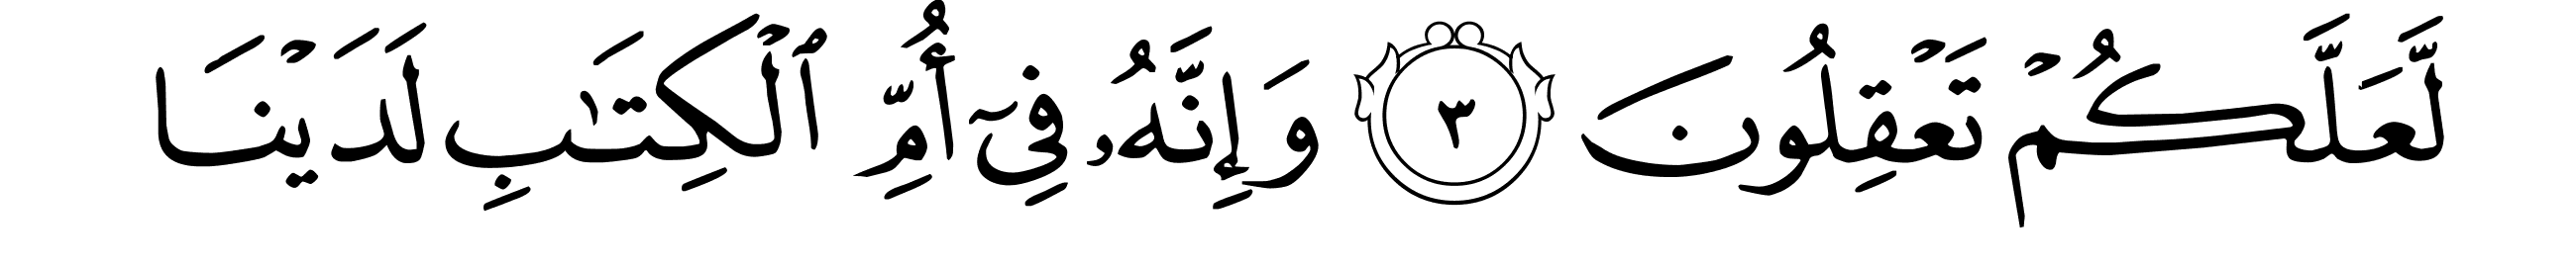 لَّعَلَّكُمْ تَعْقِلُونَ ٣ وَإِنَّهُۥ فِىٓ أُمِّ ٱلْكِتَـٰبِ لَدَيْنَا